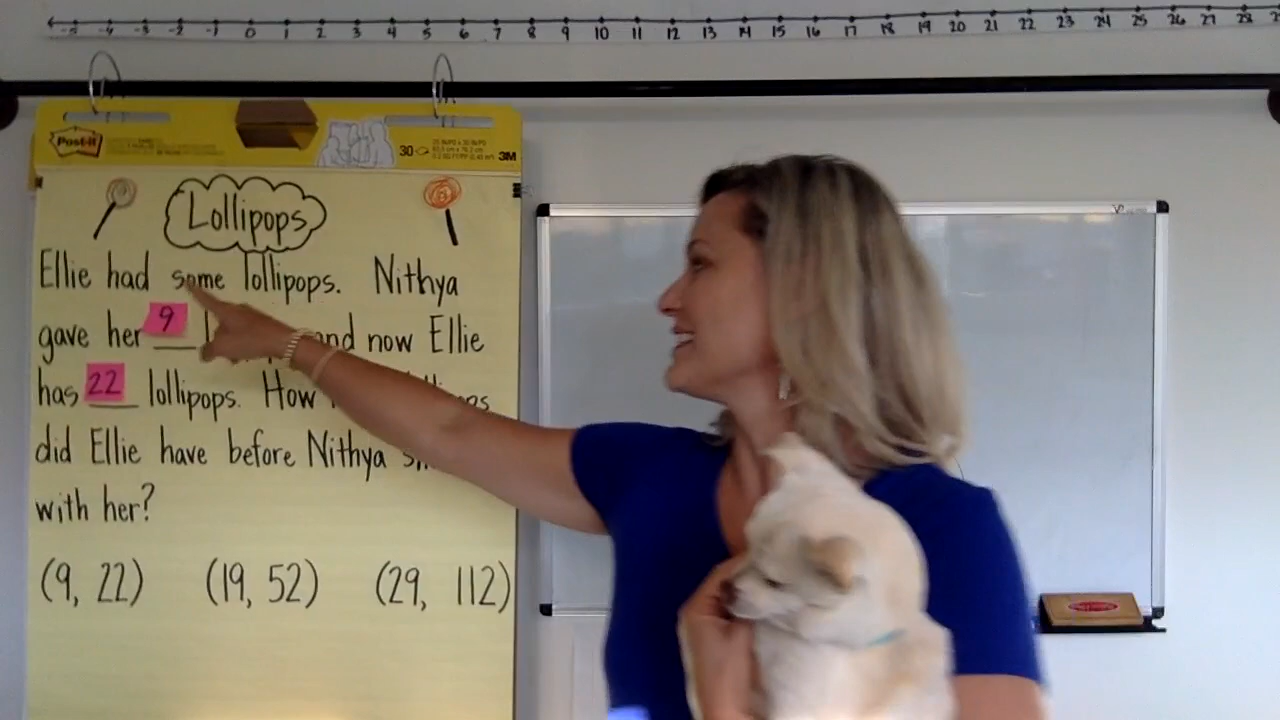 -5 -4 -3 -2 -1 0 1 2 3 4 5 6 7 8 9 10 11 12 13 14 15 16 17 18 19 20 21 22 23 24 25 26 27 28
Post-it
30
3M
Lollipops
Ellie had some lollipops. Nithya
gave her 9 and now Ellie
has 22 lollipops. How
did Ellie have before Nithya
with her?
(9, 22) (19, 52) (29, 112)